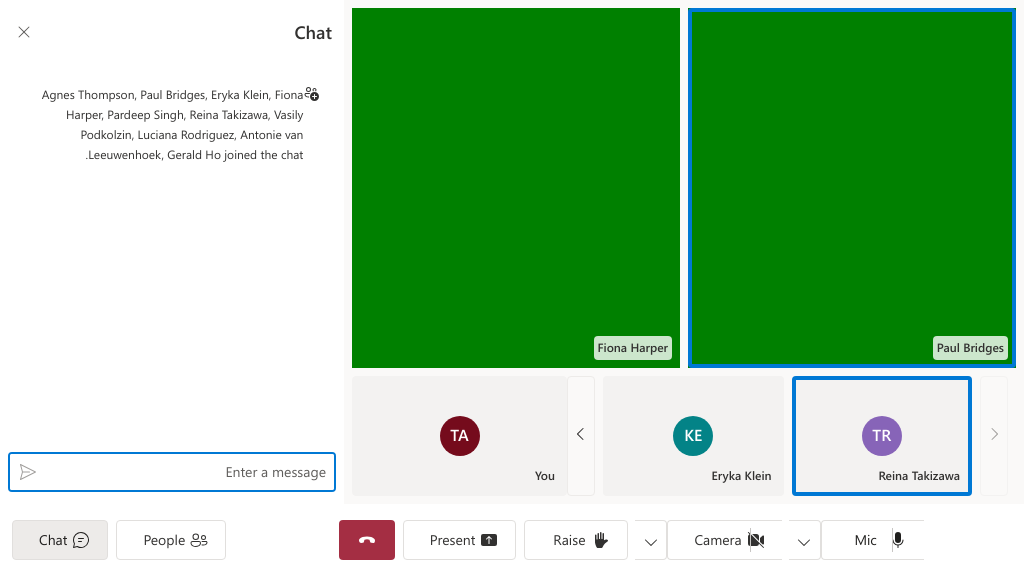 Chat
Agnes Thompson, Paul Bridges, Eryka Klein, Fiona
Harper, Pardeep Singh, Reina Takizawa, Vasily
Podkolzin, Luciana Rodriguez, Antonie van
.Leeuwenhoek, Gerald Ho joined the chat
Enter a message
Fiona Harper
Paul Bridges
TA
You
KE
Eryka Klein
TR
Reina Takizawa
Chat
People
Present
Raise
Camera
Mic